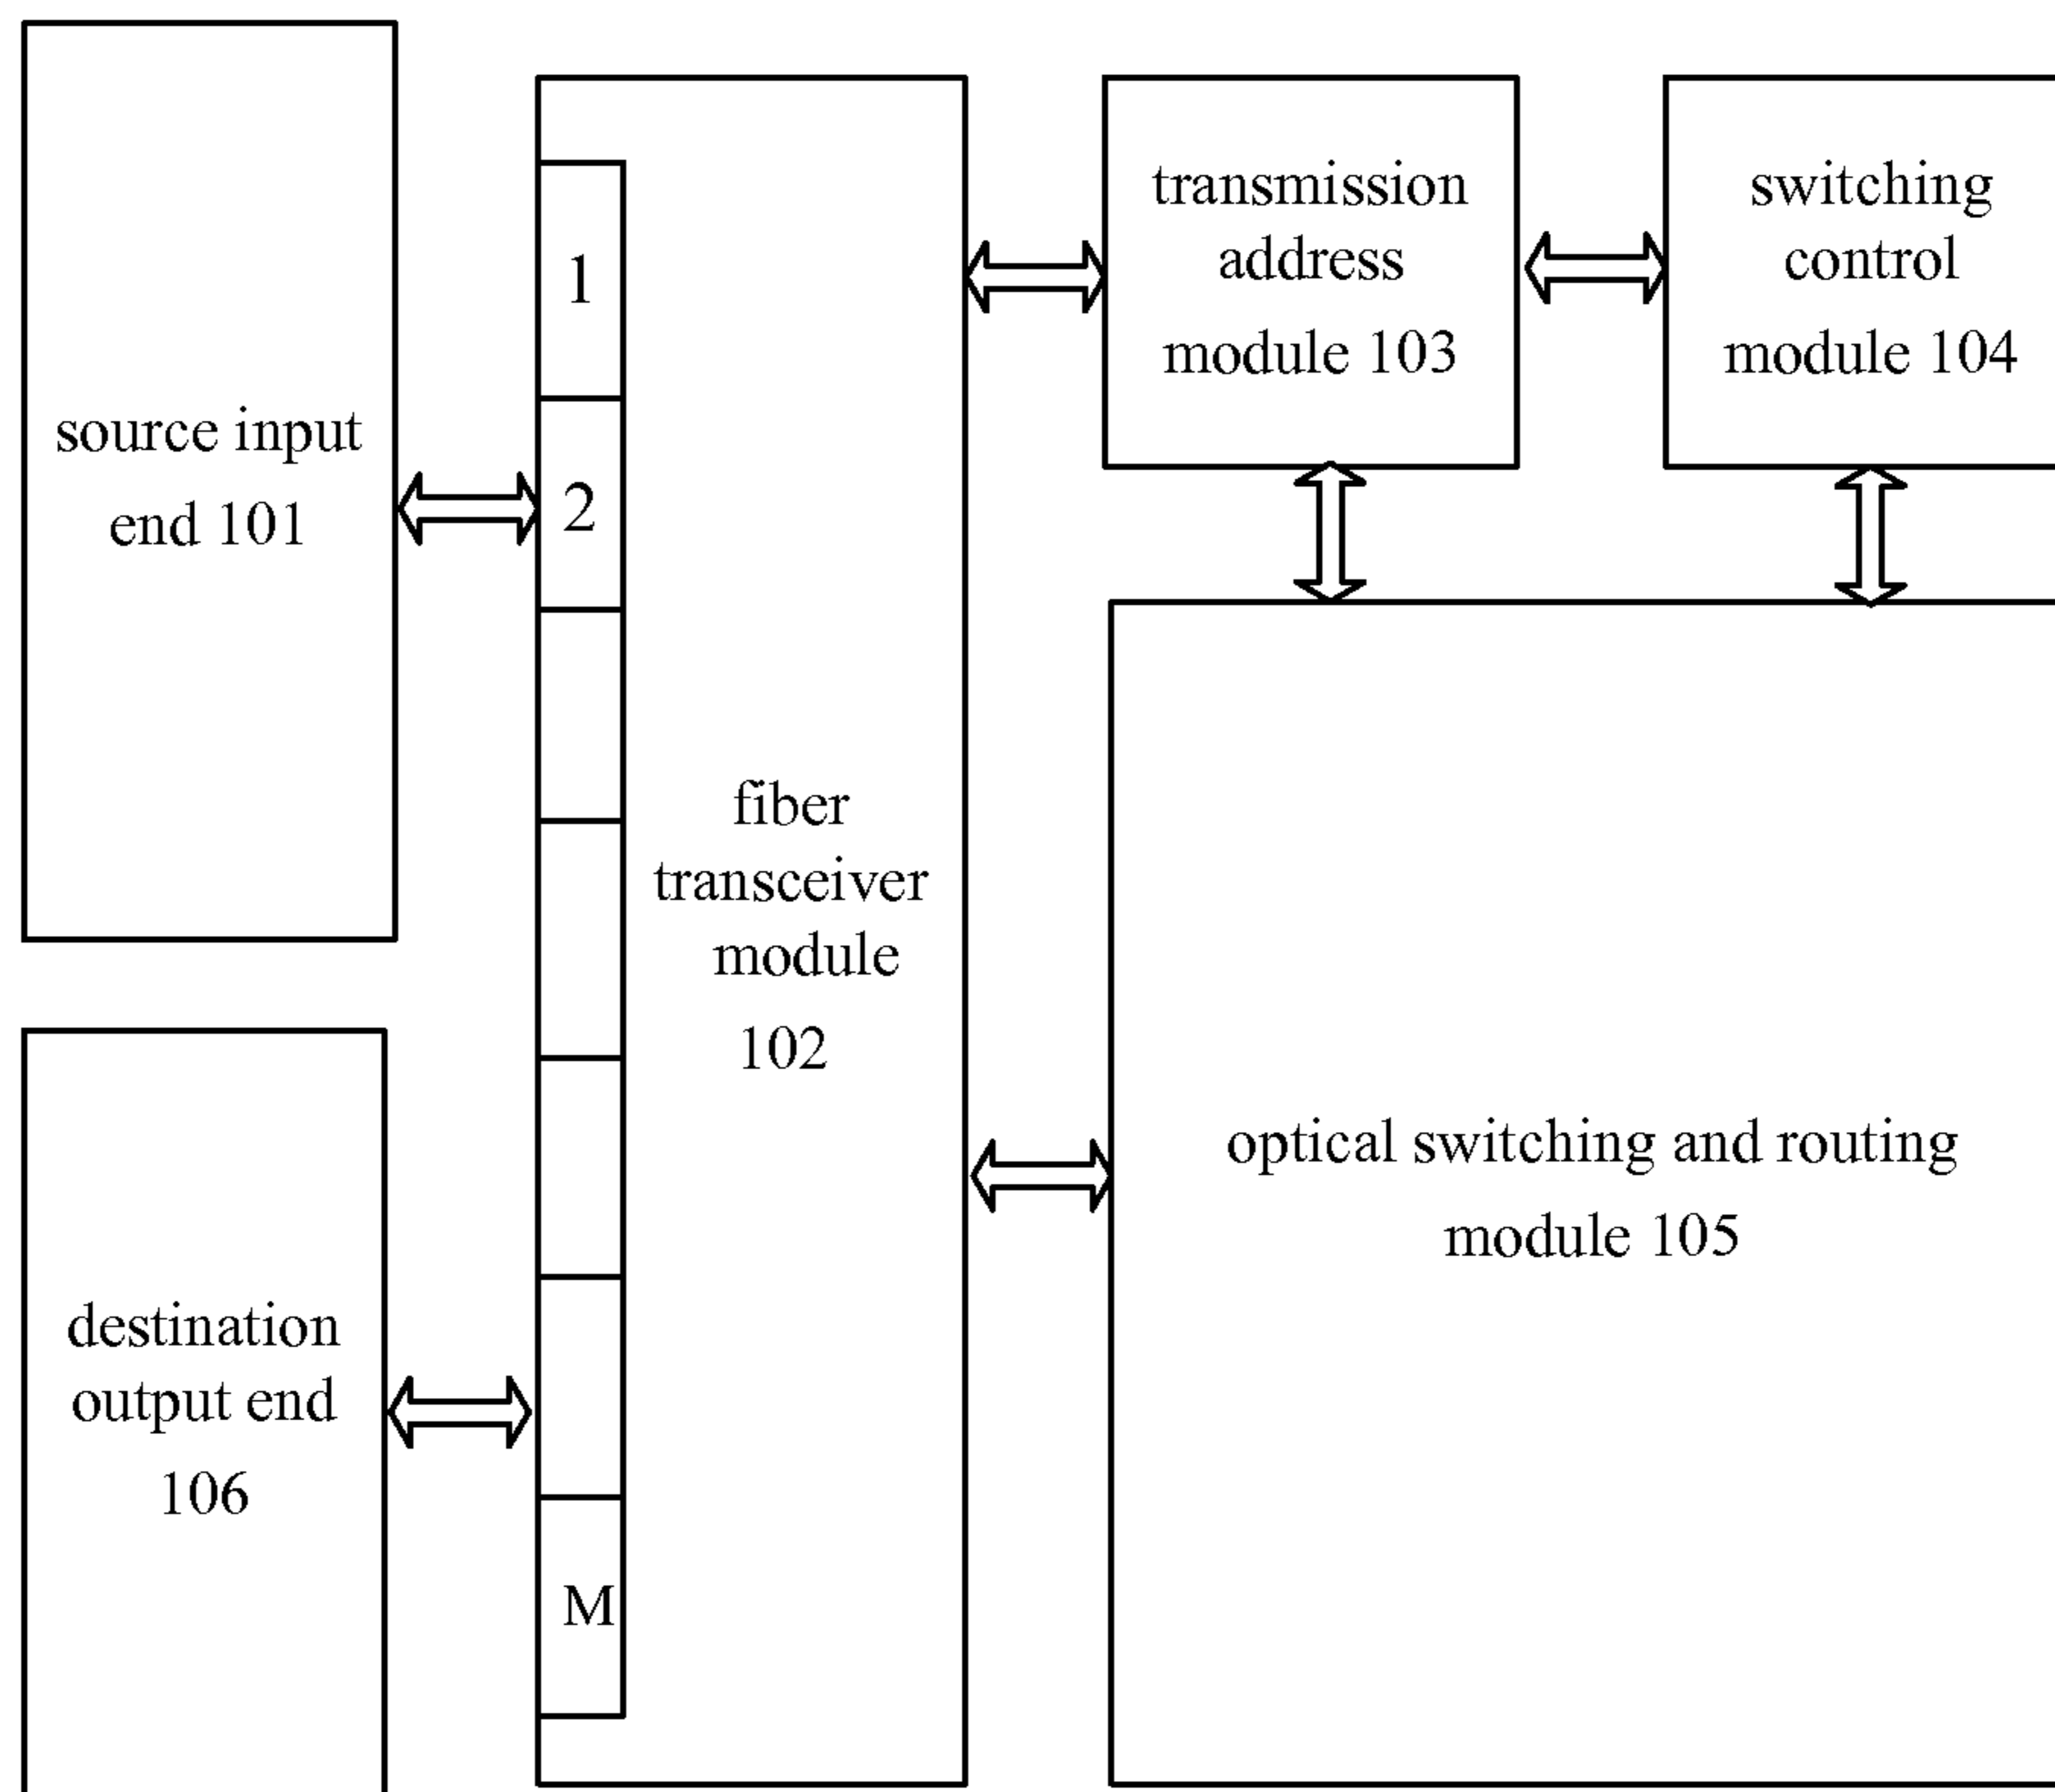 source input
end 101
1
2
M
fiber
transceiver
module
102
transmission
address
module 103
switching
control
module 104
optical switching and routing
module 105
destination
output end
106